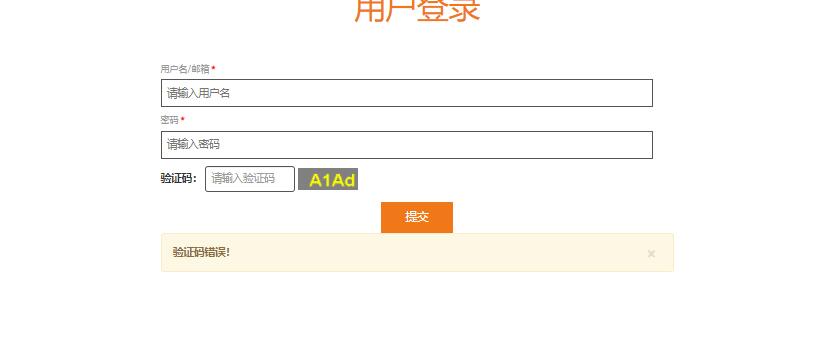 用户登录
用户名/邮箱 *
请输入用户名
密码 *
请输入密码
验证码： 请输入验证码 A1Ad
提交
验证码错误! ×